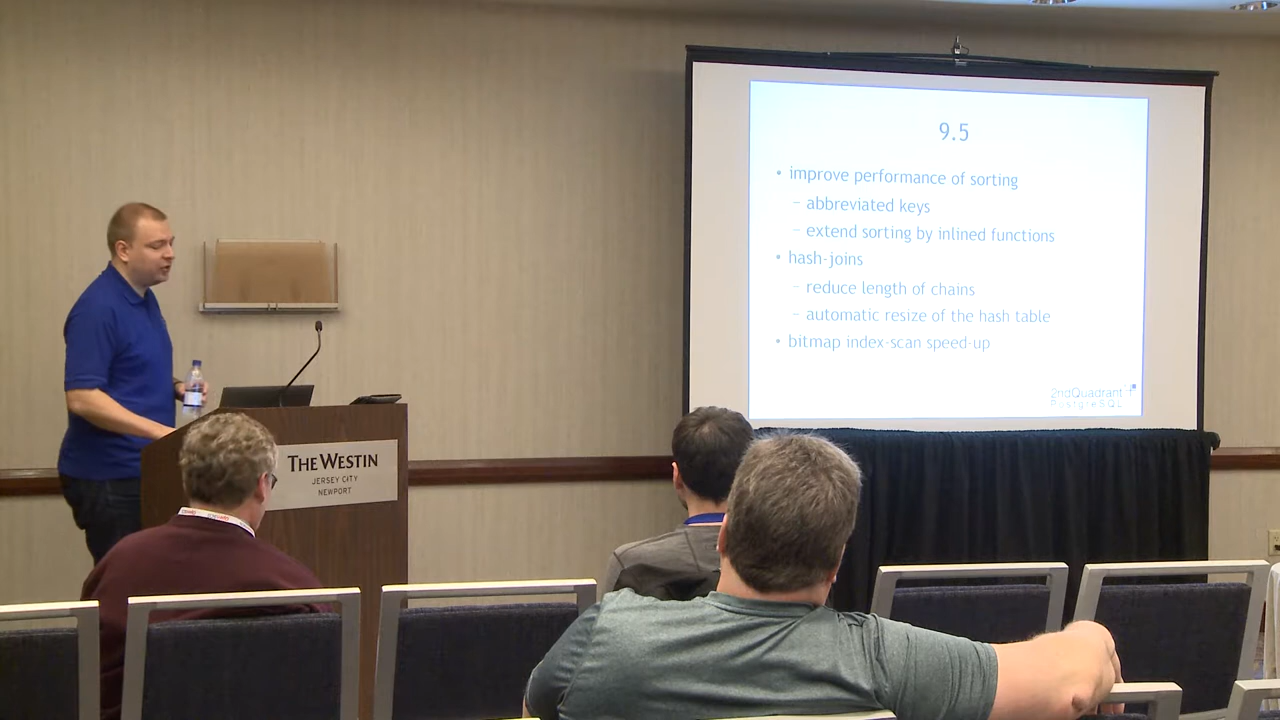 9.5
• improve performance of sorting
– abbreviated keys
– extend sorting by inlined functions
• hash-joins
– reduce length of chains
– automatic resize of the hash table
• bitmap index-scan speed-up
2ndQuadrant
PostgreSQL
THE WESTIN
JERSEY CITY
NEWPORT